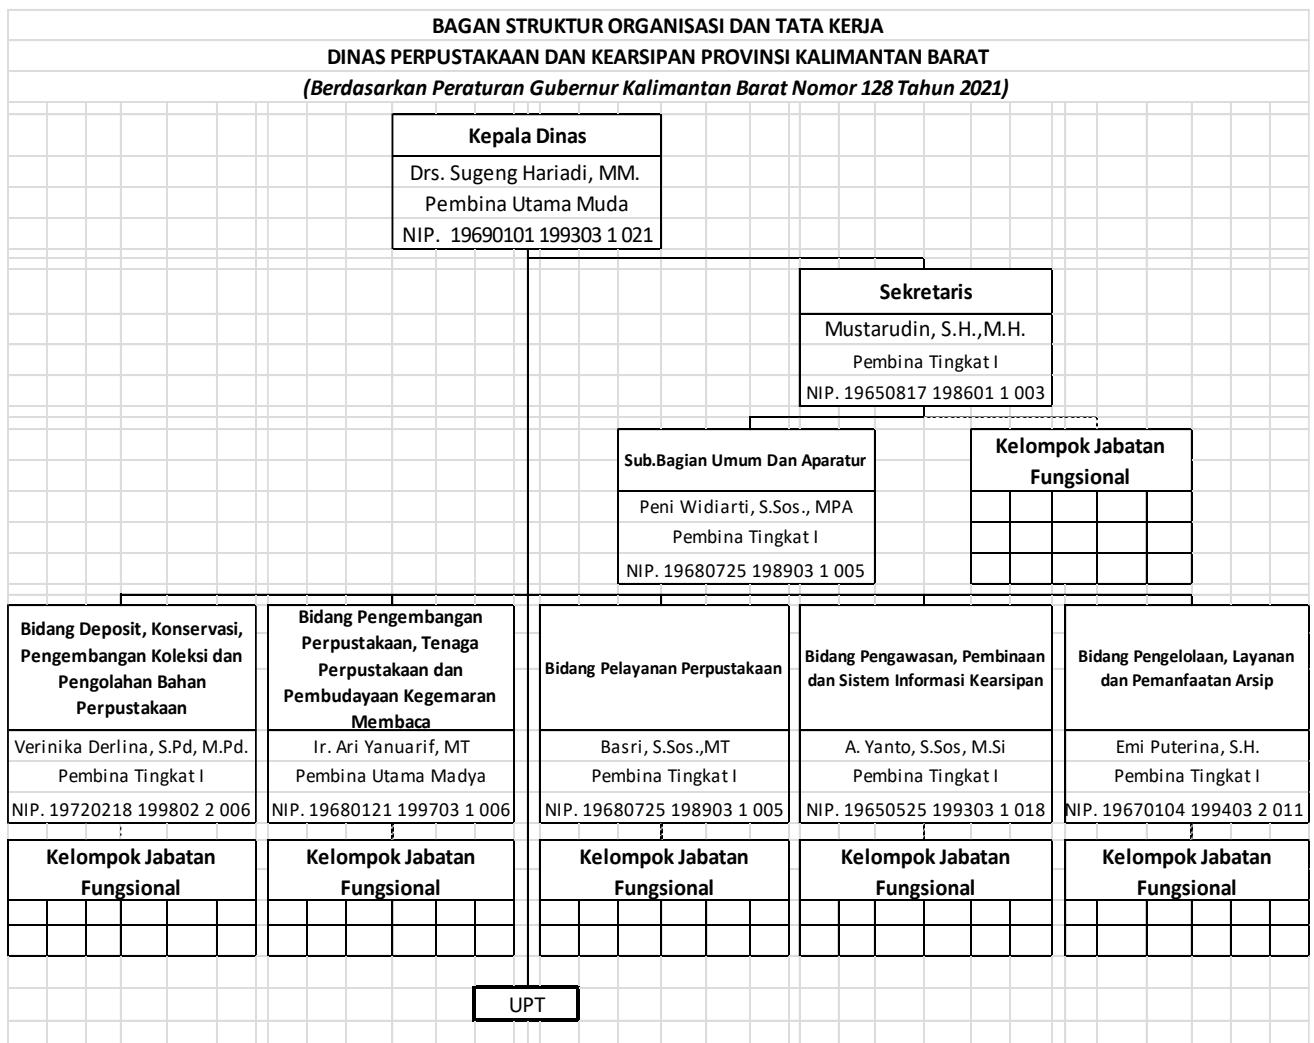 BAGAN STRUKTUR ORGANISASI DAN TATA KERJA
DINAS PERPUSTAKAAN DAN KEARSIPAN PROVINSI KALIMANTAN BARAT
(Berdasarkan Peraturan Gubernur Kalimantan Barat Nomor 128 Tahun 2021)
Kepala Dinas
Drs. Sugeng Hariadi, MM.
Pembina Utama Muda
NIP. 19690101 199303 1 021
Sekretaris
Mustarudin, S.H.,M.H.
Pembina Tingkat I
NIP. 19650817 198601 1 003
Sub.Bagian Umum Dan Aparatur
Peni Widiarti, S.Sos., MPA
Pembina Tingkat I
NIP. 19680725 198903 1 005
Kelompok Jabatan
Fungsional
Bidang Deposit, Konservasi,
Pengembangan Koleksi dan
Pengolahan Bahan
Perpustakaan
Verinika Derlina, S.Pd, M.Pd.
Pembina Tingkat I
NIP. 19720218 199802 2 006
Kelompok Jabatan
Fungsional
Bidang Pengembangan
Perpustakaan, Tenaga
Perpustakaan dan
Pembudayaan Kegemaran
Membaca
Ir. Ari Yanuarif, MT
Pembina Utama Madya
NIP. 19680121 199703 1 006
Kelompok Jabatan
Fungsional
Bidang Pelayanan Perpustakaan
Basri, S.Sos.,MT
Pembina Tingkat I
NIP. 19680725 198903 1 005
Kelompok Jabatan
Fungsional
Bidang Pengawasan, Pembinaan
dan Sistem Informasi Kearsipan
A. Yanto, S.Sos, M.Si
Pembina Tingkat I
NIP. 19650525 199303 1 018
Kelompok Jabatan
Fungsional
Bidang Pengelolaan, Layanan
dan Pemanfaatan Arsip
Emi Puterina, S.H.
Pembina Tingkat I
NIP. 19670104 199403 2 011
Kelompok Jabatan
Fungsional
UPT